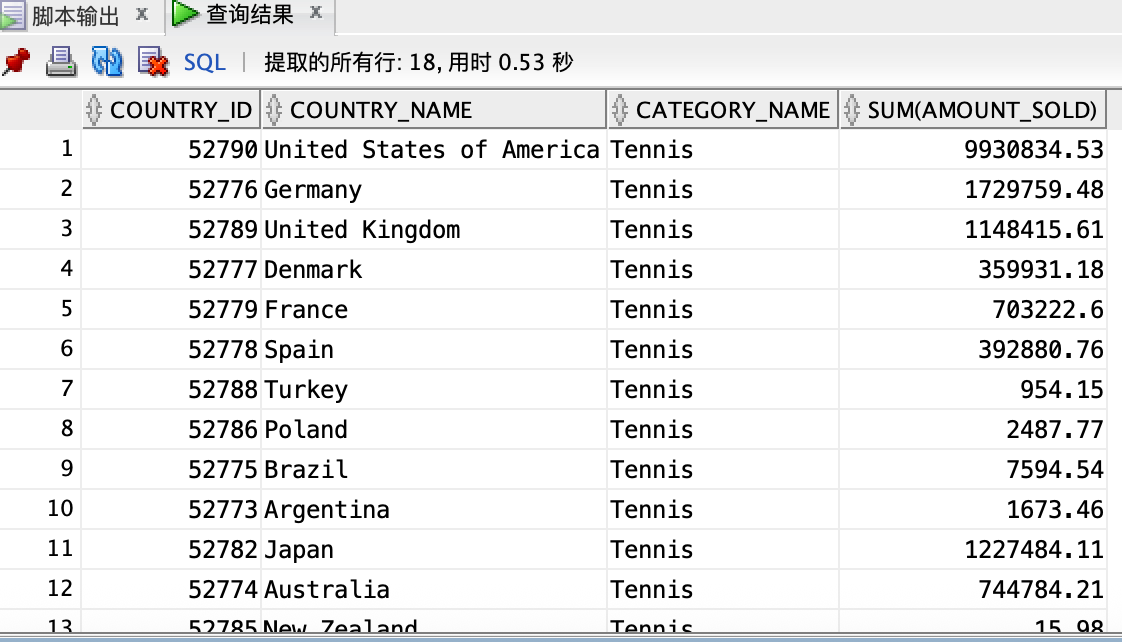 脚本输出 x 查询结果 x
SQL | 提取的所有行: 18, 用时 0.53 秒
COUNTRY_ID COUNTRY_NAME CATEGORY_NAME SUM(AMOUNT_SOLD)
1 52790 United States of America Tennis 9930834.53
2 52776 Germany Tennis 1729759.48
3 52789 United Kingdom Tennis 1148415.61
4 52777 Denmark Tennis 359931.18
5 52779 France Tennis 703222.6
6 52778 Spain Tennis 392880.76
7 52788 Turkey Tennis 954.15
8 52786 Poland Tennis 2487.77
9 52775 Brazil Tennis 7594.54
10 52773 Argentina Tennis 1673.46
11 52782 Japan Tennis 1227484.11
12 52774 Australia Tennis 744784.21
13 52785 New Zealand Tennis 15.98